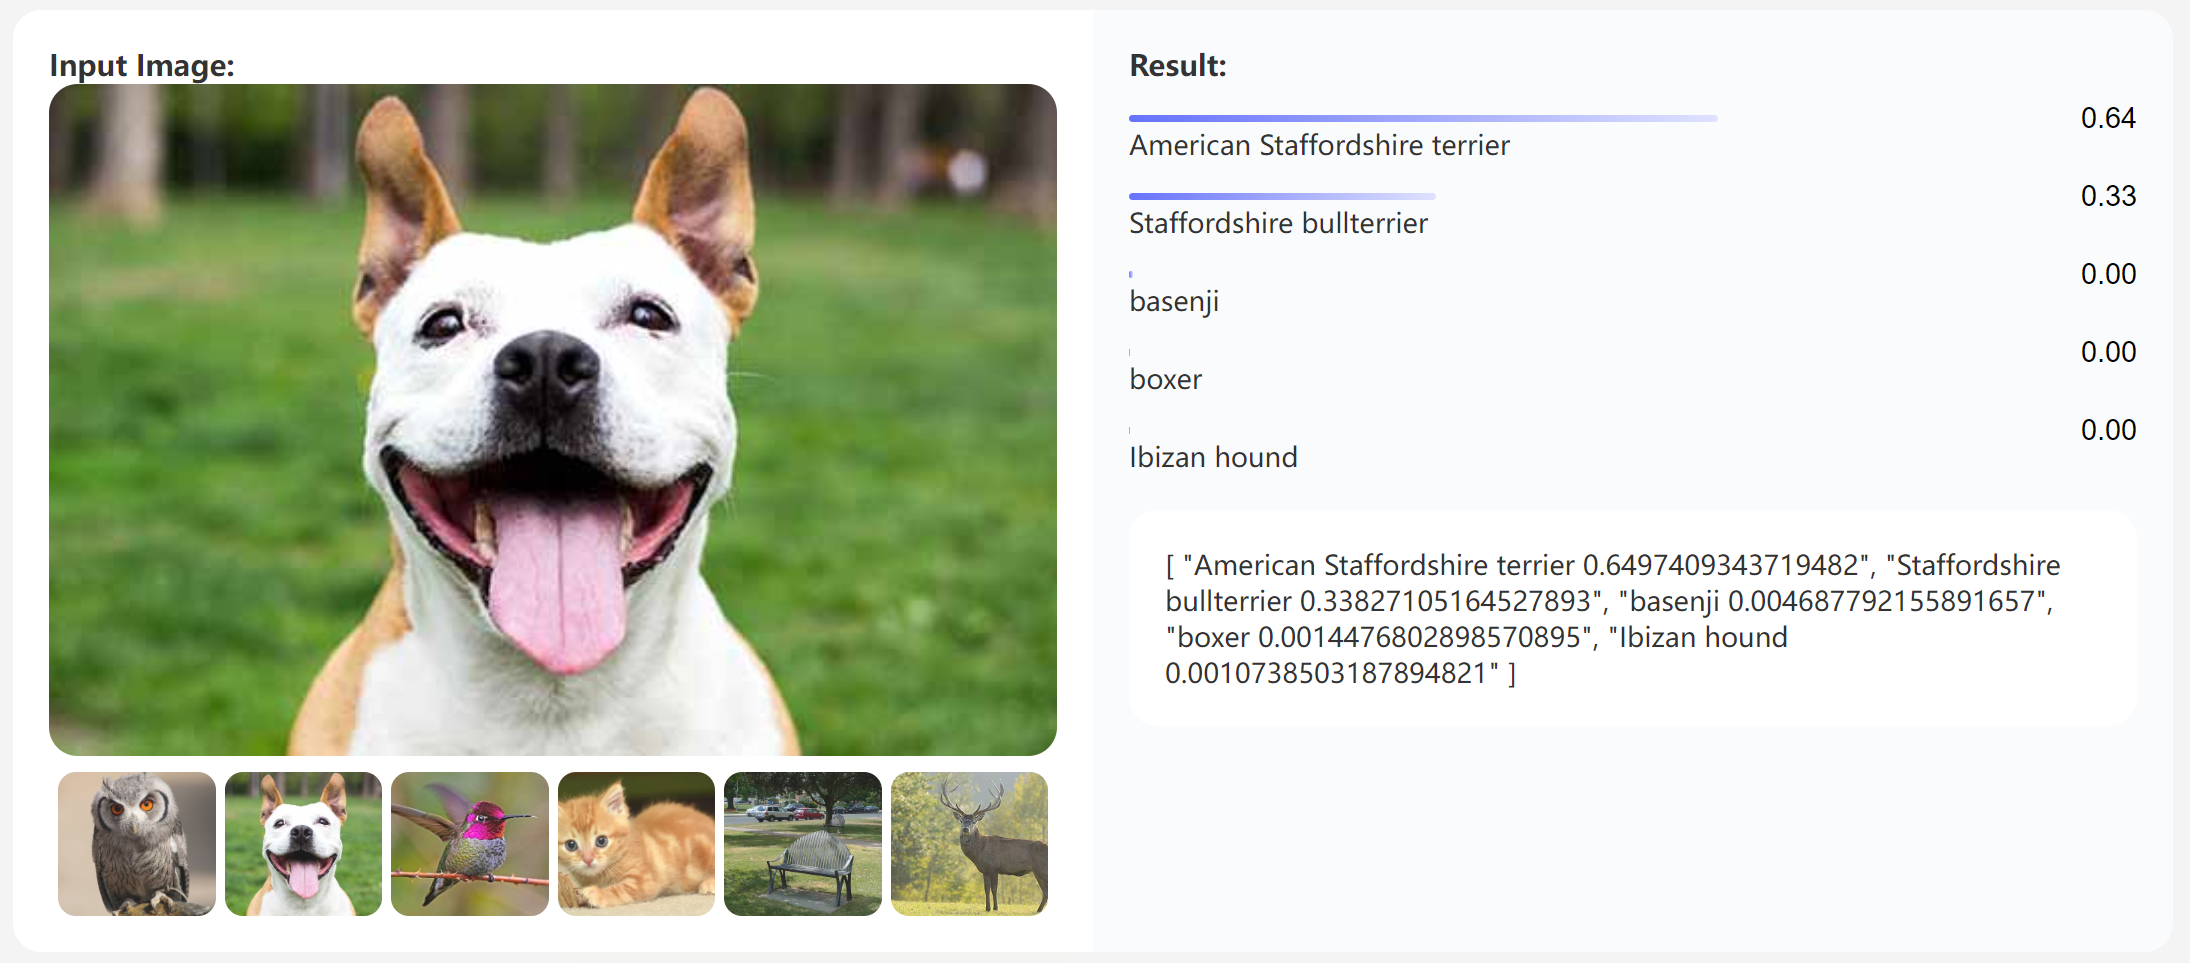 Input Image:
Result:
0.64
American Staffordshire terrier
0.33
Staffordshire bullterrier
0.00
basenji
0.00
boxer
0.00
Ibizan hound
[ "American Staffordshire terrier 0.6497409343719482", "Staffordshire
bullterrier 0.33827105164527893", "basenji 0.004687792155891657",
"boxer 0.0014476802898570895", "Ibizan hound
0.0010738503187894821" ]